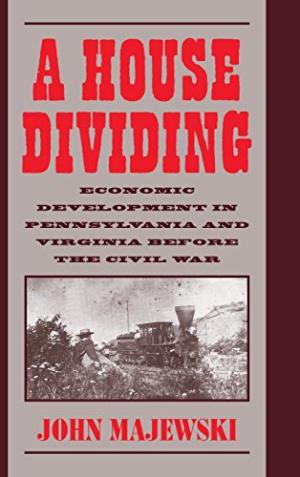 A HOUSE
DIVIDING
ECONOMIC
DEVELOPMENT IN
PENNSYLVANIA AND
VIRGINIA BEFORE
THE CIVIL WAR
JOHN MAJEWSKI